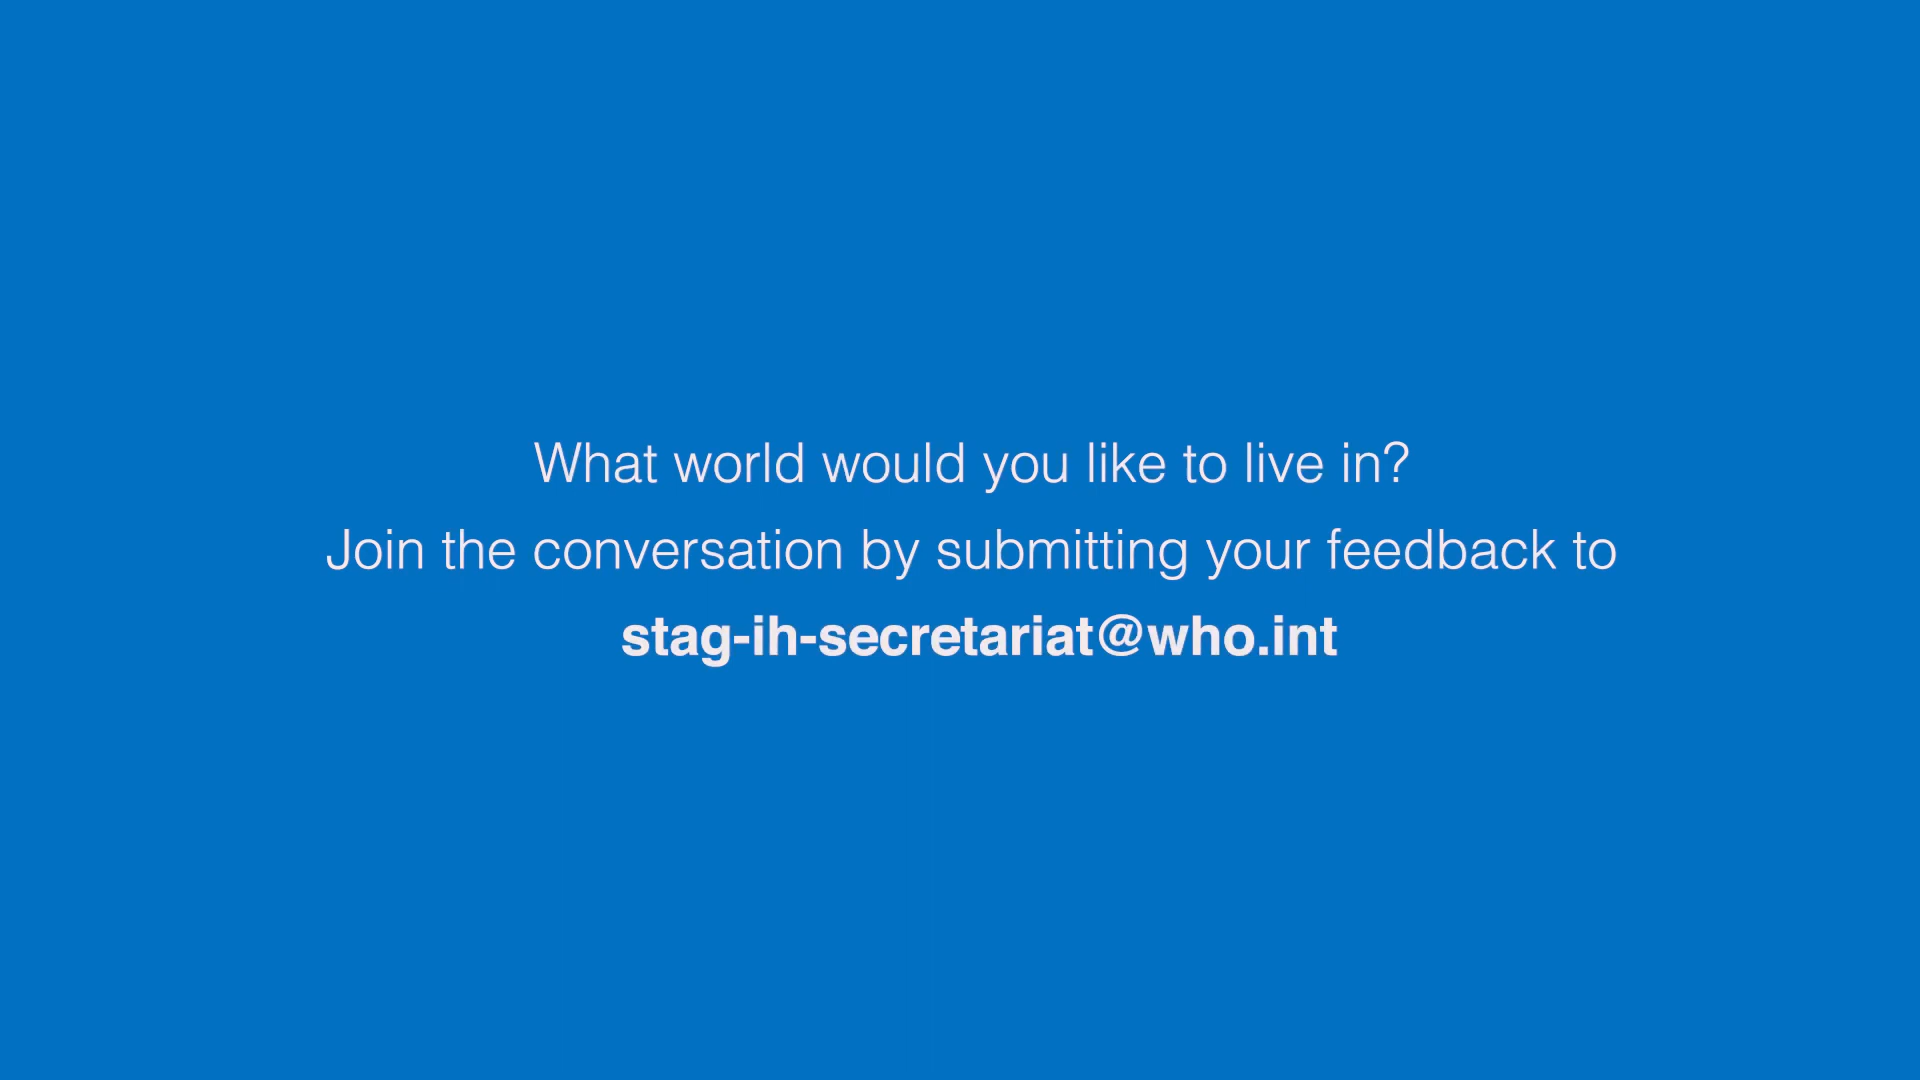 What world would you like to live in?
Join the conversation by submitting your feedback to
stag-ih-secretariat@who.int